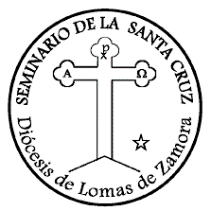 SEMINARIO DE LA SANTA CRUZ
Diócesis de Lomas de Zamora
Α Ω